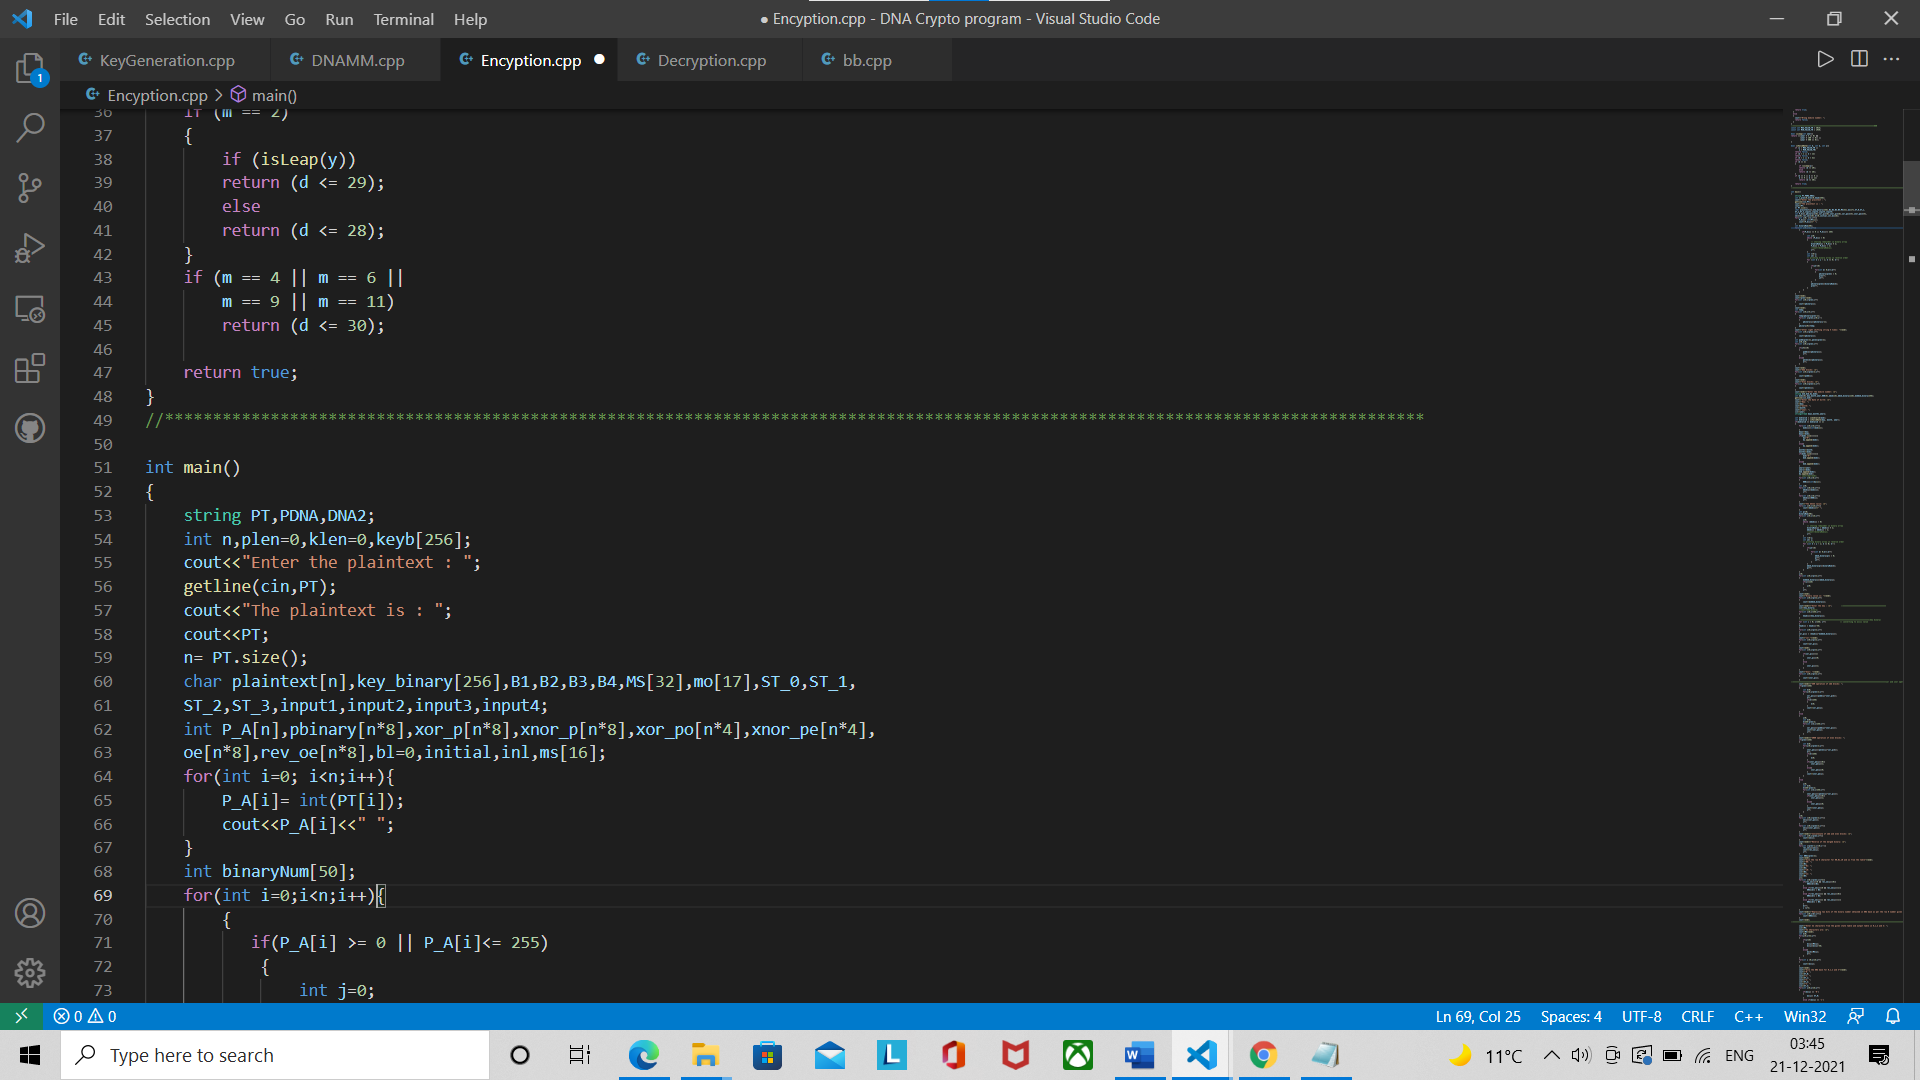 File Edit Selection View Go Run Terminal Help
● Encyption.cpp - DNA Crypto program - Visual Studio Code
KeyGeneration.cpp DNAMM.cpp Encyption.cpp ● Decryption.cpp bb.cpp
Encyption.cpp > main()
36 if (m == 2)
37 {
38 if (isLeap(y))
39 return (d <= 29);
40 else
41 return (d <= 28);
42 }
43 if (m == 4 || m == 6 ||
44 m == 9 || m == 11)
45 return (d <= 30);
46
47 return true;
48 }
49 //***********************************************************************************************************************************
50
51 int main()
52 {
53 string PT,PDNA,DNA2;
54 int n,plen=0,klen=0,keyb[256];
55 cout<<"Enter the plaintext : ";
56 getline(cin,PT);
57 cout<<"The plaintext is : ";
58 cout<<PT;
59 n= PT.size();
60 char plaintext[n],key_binary[256],B1,B2,B3,B4,MS[32],mo[17],ST_0,ST_1,
61 ST_2,ST_3,input1,input2,input3,input4;
62 int P_A[n],pbinary[n*8],xor_p[n*8],xnor_p[n*8],xor_po[n*4],xnor_pe[n*4],
63 oe[n*8],rev_oe[n*8],bl=0,initial,inl,ms[16];
64 for(int i=0; i<n;i++){
65 P_A[i]= int(PT[i]);
66 cout<<P_A[i]<<" ";
67 }
68 int binaryNum[50];
69 for(int i=0;i<n;i++){
70 {
71 if(P_A[i] >= 0 || P_A[i]<= 255)
72 {
73 int j=0;
1
0 0
Ln 69, Col 25 Spaces: 4 UTF-8 CRLF C++ Win32
Type here to search
L
W
11°C
ENG
03:45
21-12-2021